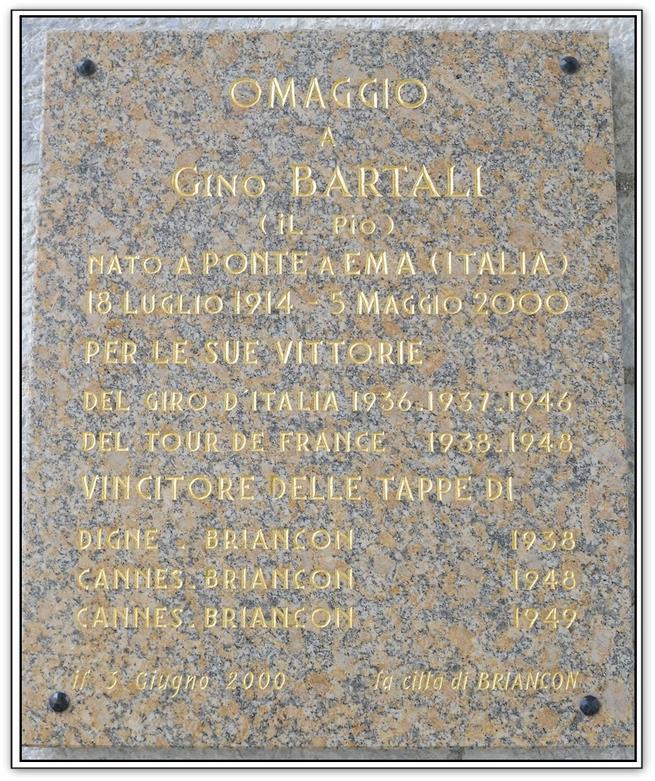 OMAGGIO
A
GINO BARTALI
(iL Pio)
NATO A PONTE A EMA (ITALIA)
18 LUGLIO 1914 - 5 MAGGIO 2000
PER LE SUE VITTORIE
DEL GIRO D'ITALIA 1936.1937.1946
DEL TOUR DE FRANCE 1938.1948
VINCITORE DELLE TAPPE DI
DIGNE . BRIANCON 1938
CANNES. BRIANCON 1948
CANNES. BRIANCON 1949
il 3 Giugno 2000 la citta di BRIANCON